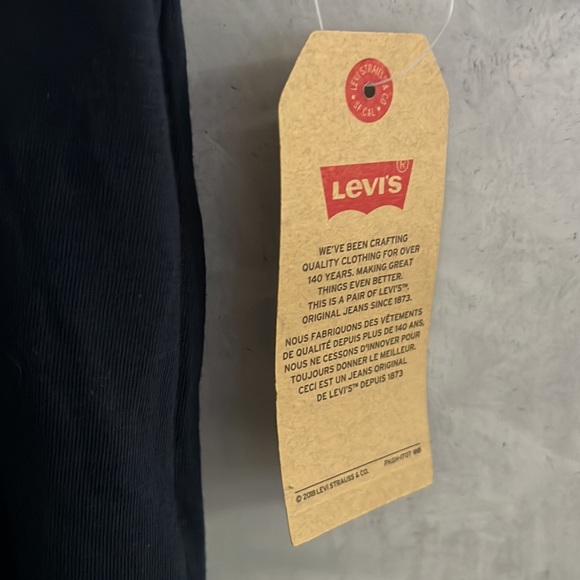 LEVI STRAUSS & CO.
SF CAL
LEVI'S®
WE'VE BEEN CRAFTING
QUALITY CLOTHING FOR OVER
140 YEARS. MAKING GREAT
THINGS EVEN BETTER.
THIS IS A PAIR OF LEVI'S™,
ORIGINAL JEANS SINCE 1873.
NOUS FABRIQUONS DES VÊTEMENTS
DE QUALITÉ DEPUIS PLUS DE 140 ANS,
NOUS NE CESSONS D'INNOVER POUR
TOUJOURS DONNER LE MEILLEUR.
CECI EST UN JEANS ORIGINAL
DE LEVI'S™ DEPUIS 1873
© 2018 LEVI STRAUSS & CO.